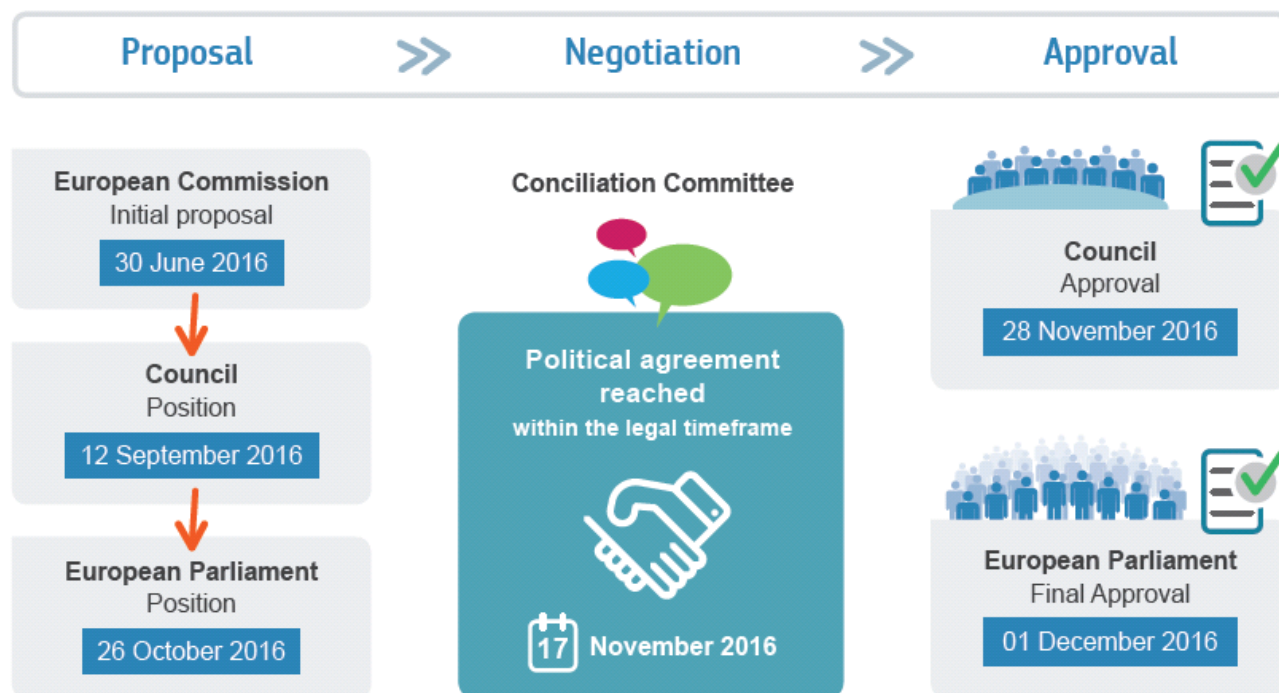 Proposal
Negotiation
Approval
European Commission
Initial proposal
30 June 2016
Council
Position
12 September 2016
European Parliament
Position
26 October 2016
Conciliation Committee
Political agreement
reached
within the legal timeframe
17 November 2016
Council
Approval
28 November 2016
European Parliament
Final Approval
01 December 2016